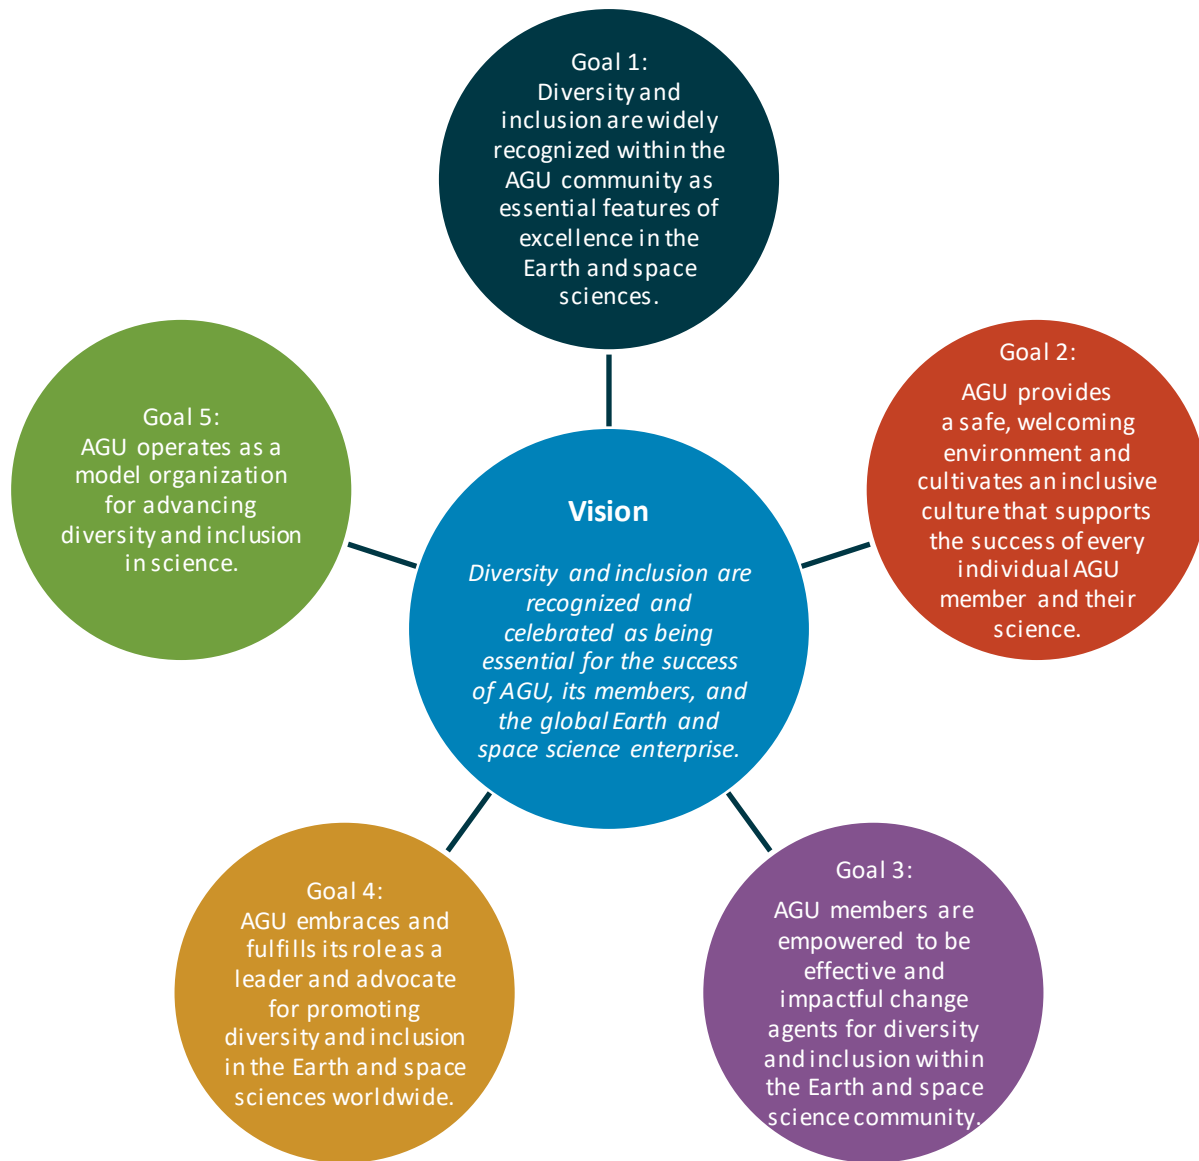 Goal 1:
Diversity and
inclusion are widely
recognized within the
AGU community as
essential features of
excellence in the
Earth and space
sciences.
Goal 2:
AGU provides
a safe, welcoming
environment and
cultivates an inclusive
culture that supports
the success of every
individual AGU
member and their
science.
Goal 5:
AGU operates as a
model organization
for advancing
diversity and inclusion
in science.
Vision
Diversity and inclusion are
recognized and
celebrated as being
essential for the success
of AGU, its members, and
the global Earth and
space science enterprise.
Goal 3:
AGU members are
empowered to be
effective and
impactful change
agents for diversity
and inclusion within
the Earth and space
science community.
Goal 4:
AGU embraces and
fulfills its role as a
leader and advocate
for promoting
diversity and inclusion
in the Earth and space
sciences worldwide.